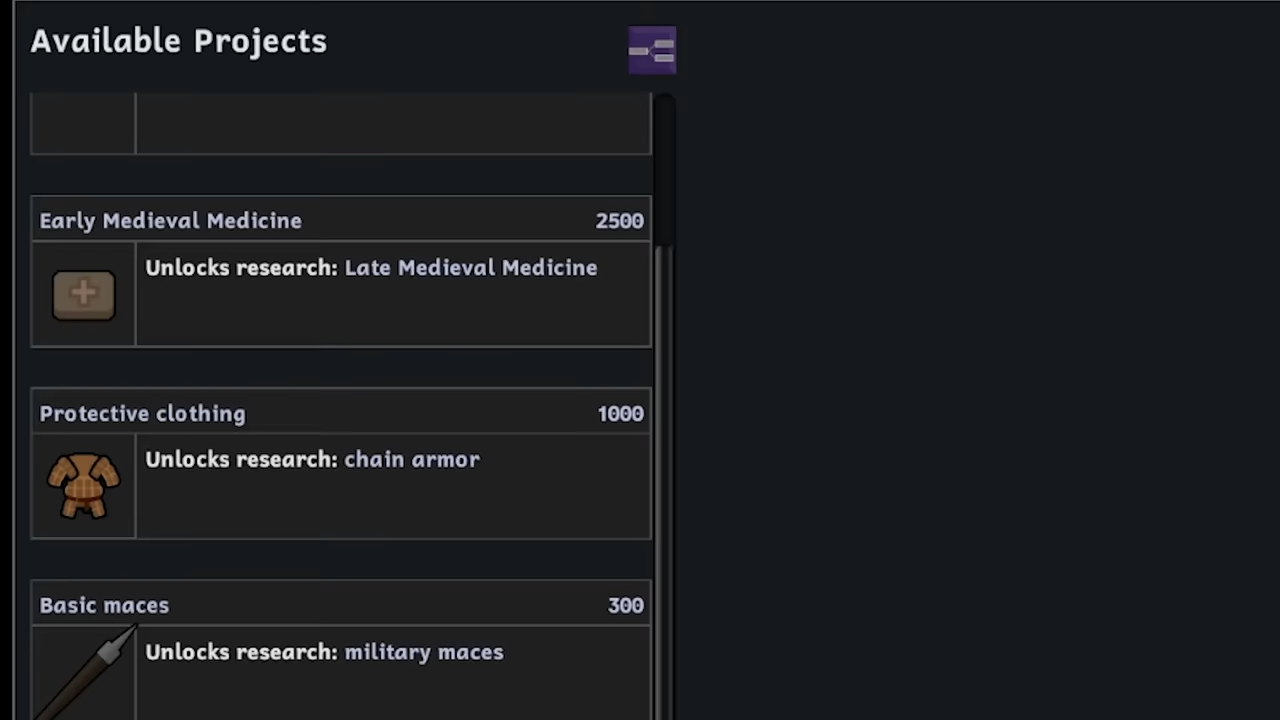 Available Projects
Early Medieval Medicine 2500
Unlocks research: Late Medieval Medicine
Protective clothing 1000
Unlocks research: chain armor
Basic maces 300
Unlocks research: military maces